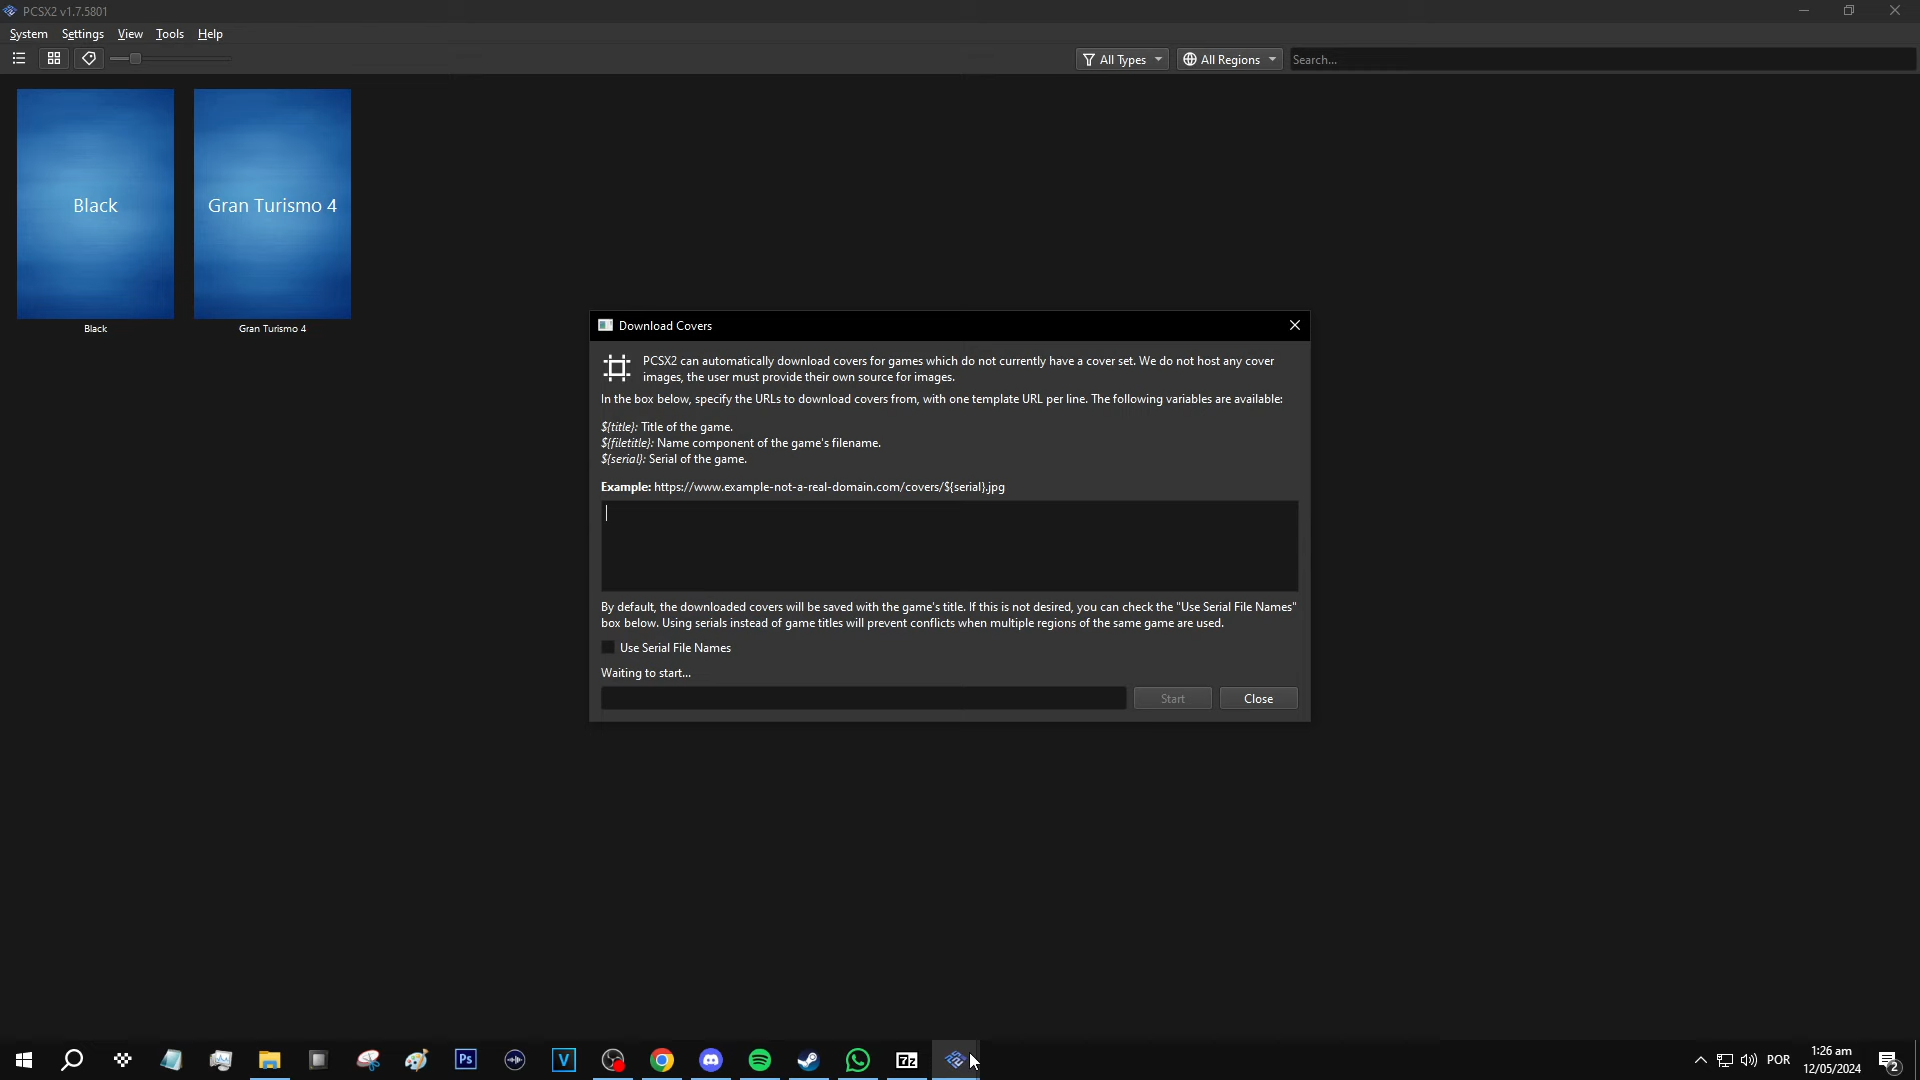 PCSX2 v1.7.5801
System Settings View Tools Help
All Types All Regions Search...
Black
Gran Turismo 4
Black
Gran Turismo 4
Download Covers
PCSX2 can automatically download covers for games which do not currently have a cover set. We do not host any cover
images, the user must provide their own source for images.
In the box below, specify the URLs to download covers from, with one template URL per line. The following variables are available:
${title}: Title of the game.
${filetitle}: Name component of the game's filename.
${serial}: Serial of the game.
Example: https://www.example-not-a-real-domain.com/covers/${serial}.jpg
By default, the downloaded covers will be saved with the game's title. If this is not desired, you can check the "Use Serial File Names"
box below. Using serials instead of game titles will prevent conflicts when multiple regions of the same game are used.
Use Serial File Names
Waiting to start...
Start Close
Ps
V
7z
POR
1:26 am
12/05/2024
2